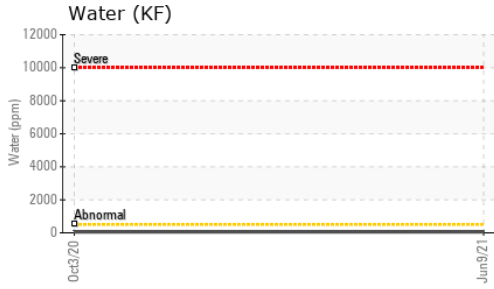 Water (KF)
12000
Severe
10000
8000
6000
Water (ppm)
4000
2000
Abnormal
0
Oct3/20
Jun9/21